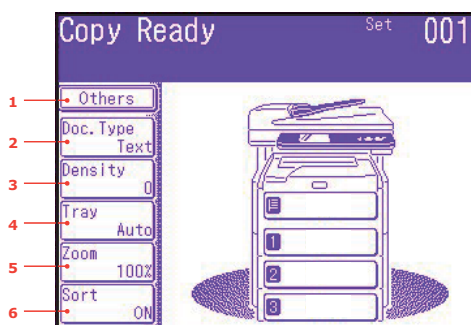 Copy Ready
Set 001
1 Others
2 Doc.Type
Text
3 Density
0
4 Tray
Auto
5 Zoom
100%
6 Sort
ON
1
2
3